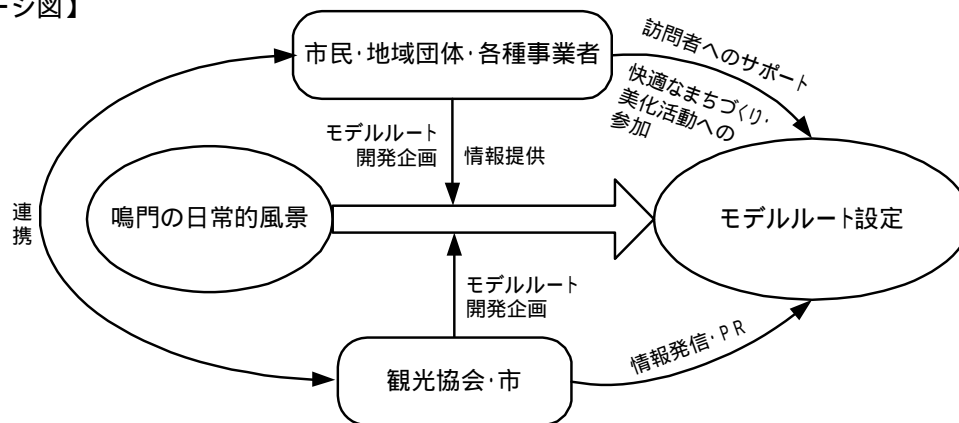 ージ図】
市民・地域団体・各種事業者
訪問者へのサポート
快適なまちづくり・
美化活動への
参加
モデルルート
開発企画
情報提供
連
携
鳴門の日常的風景
モデルルート設定
モデルルート
開発企画
観光協会・市
情報発信・PR